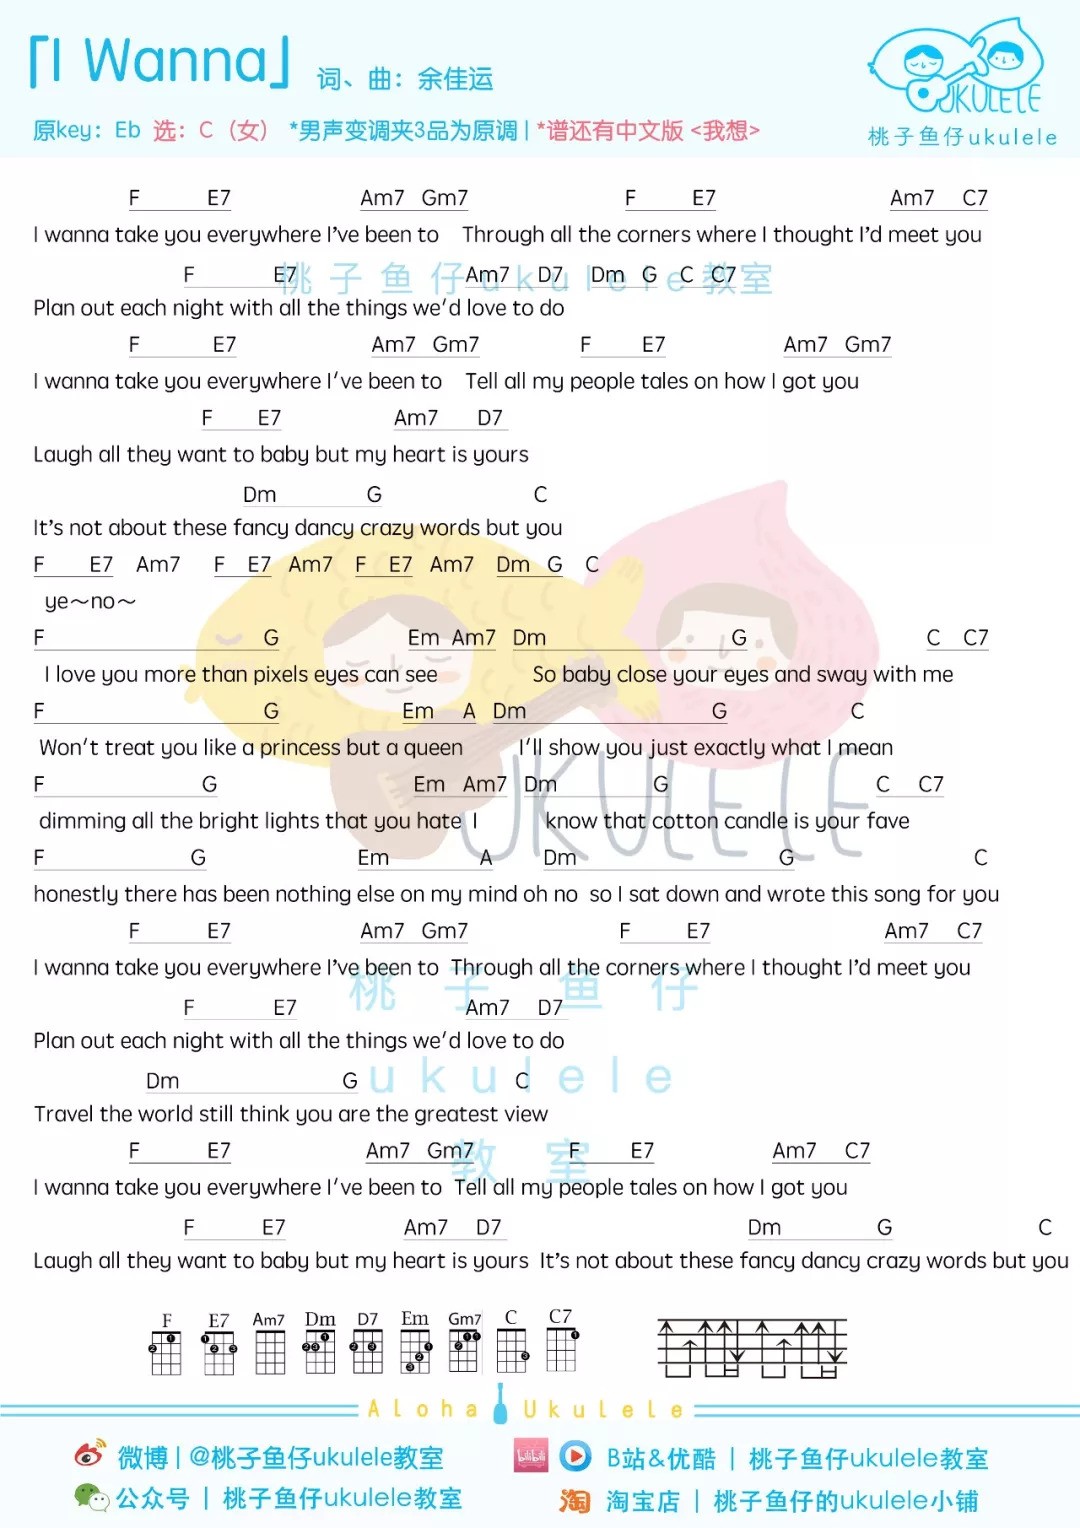 「I Wanna」 词、曲：余佳运
UKULELE
桃子鱼仔ukulele
原key：Eb 选：C（女） *男声变调夹3品为原调 | *谱还有中文版 <我想>
F E7 Am7 Gm7 F E7 Am7 C7
I wanna take you everywhere I've been to Through all the corners where I thought I'd meet you
桃子鱼仔ukulele教室
F E7 Am7 D7 Dm G C C7
Plan out each night with all the things we'd love to do
F E7 Am7 Gm7 F E7 Am7 Gm7
I wanna take you everywhere I've been to Tell all my people tales on how I got you
F E7 Am7 D7
Laugh all they want to baby but my heart is yours
Dm G C
It's not about these fancy dancy crazy words but you
F E7 Am7 F E7 Am7 F E7 Am7 Dm G C
ye~no~
F G Em Am7 Dm G C C7
I love you more than pixels eyes can see So baby close your eyes and sway with me
F G Em A Dm G C
Won't treat you like a princess but a queen I'll show you just exactly what I mean
UKULELE
F G Em Am7 Dm G C C7
dimming all the bright lights that you hate I know that cotton candle is your fave
F G Em A Dm G C
honestly there has been nothing else on my mind oh no so I sat down and wrote this song for you
F E7 Am7 Gm7 F E7 Am7 C7
I wanna take you everywhere I've been to Through all the corners where I thought I'd meet you
桃子鱼仔
F E7 Am7 D7
Plan out each night with all the things we'd love to do
ukulele
Dm G C
Travel the world still think you are the greatest view
教室
F E7 Am7 Gm7 F E7 Am7 C7
I wanna take you everywhere I've been to Tell all my people tales on how I got you
F E7 Am7 D7 Dm G C
Laugh all they want to baby but my heart is yours It's not about these fancy dancy crazy words but you
F E7 Am7 Dm D7 Em Gm7 C C7
Aloha Ukulele
微博 | @桃子鱼仔ukulele教室 bilibili B站&优酷 | 桃子鱼仔ukulele教室
公众号 | 桃子鱼仔ukulele教室 淘 淘宝店 | 桃子鱼仔的ukulele小铺